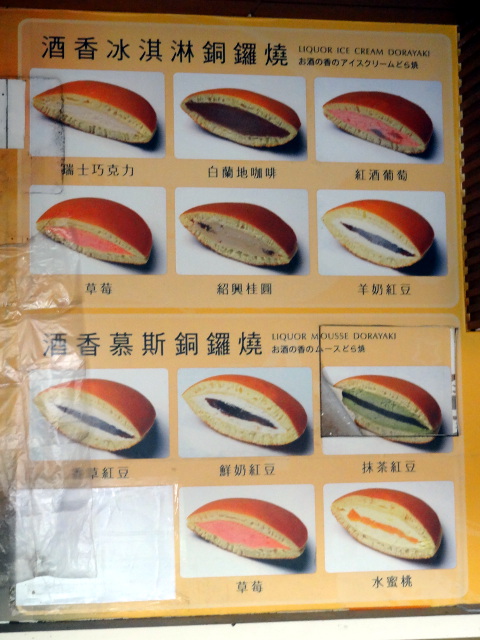 酒香冰淇淋銅鑼燒
LIQUOR ICE CREAM DORAYAKI
お酒の香のアイスクリームどら焼
瑞士巧克力
白蘭地咖啡
紅酒葡萄
草莓
紹興桂圓
羊奶紅豆
酒香慕斯銅鑼燒
LIQUOR MOUSSE DORAYAKI
お酒の香のムースどら焼
香草紅豆
鮮奶紅豆
抹茶紅豆
草莓
水蜜桃